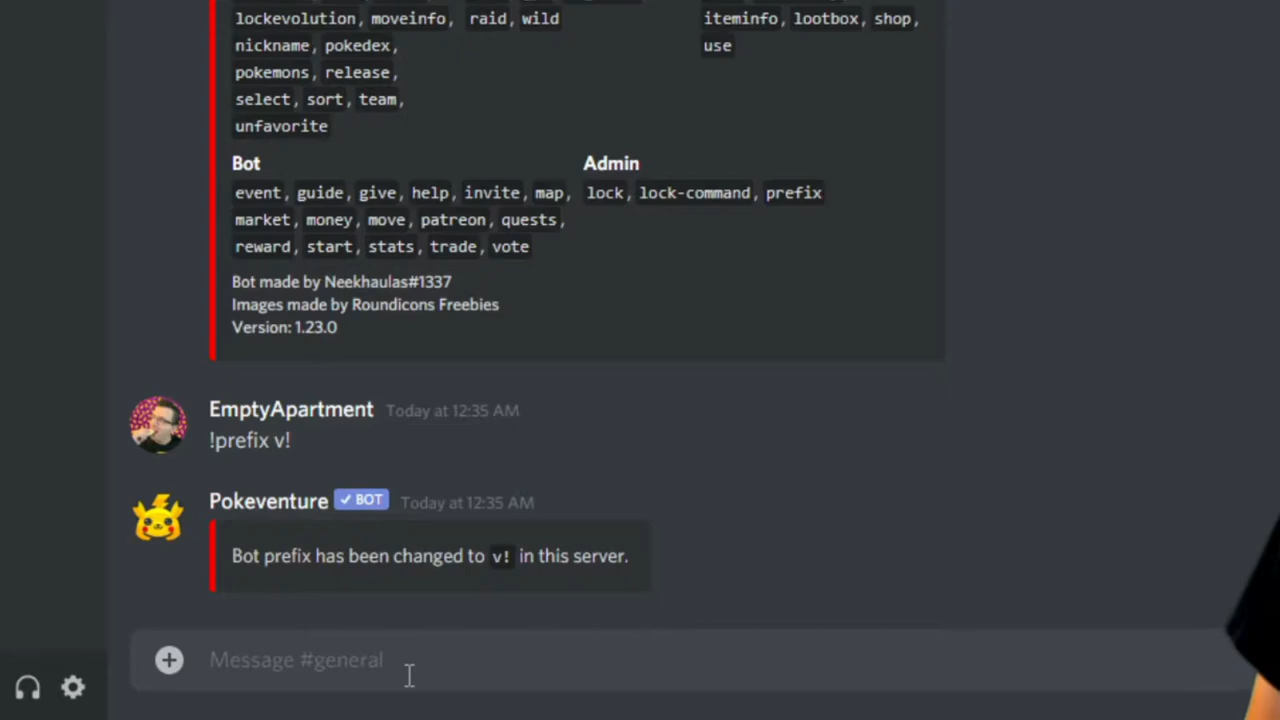 lockevolution, moveinfo, raid, wild
iteminfo, lootbox, shop,
nickname, pokedex,
use
pokemons, release,
select, sort, team,
unfavorite
Bot
Admin
event, guide, give, help, invite, map,
lock, lock-command, prefix
market, money, move, patreon, quests,
reward, start, stats, trade, vote
Bot made by Neekhaulas#1337
Images made by Roundicons Freebies
Version: 1.23.0
EmptyApartment Today at 12:35 AM
!prefix v!
Pokeventure ✓ BOT Today at 12:35 AM
Bot prefix has been changed to v! in this server.
Message #general